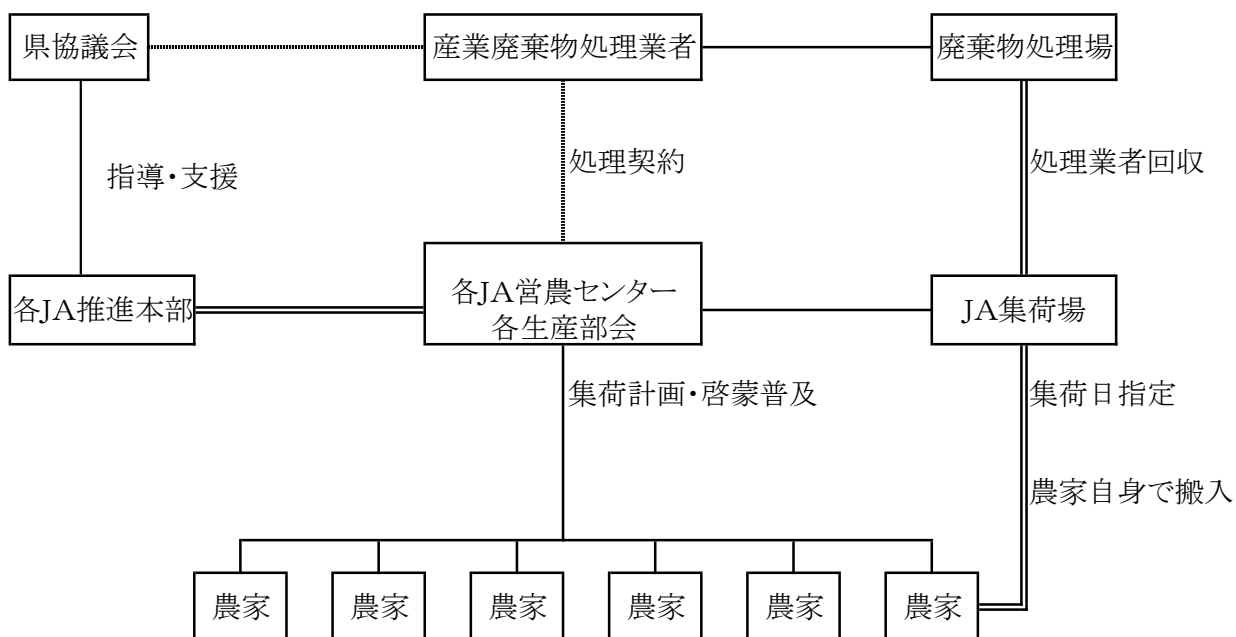 県協議会
産業廃棄物処理業者
廃棄物処理場
指導・支援
処理契約
処理業者回収
各JA推進本部
各JA営農センター
各生産部会
JA集荷場
集荷計画・啓蒙普及
集荷日指定
農家自身で搬入
農家
農家
農家
農家
農家
農家